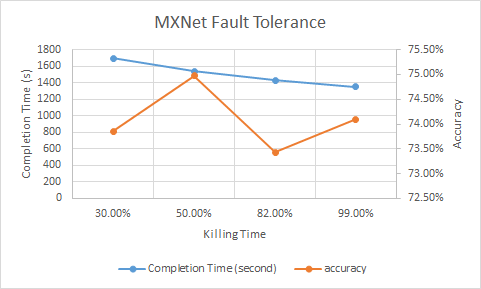 MXNet Fault Tolerance
Completion Time (s)
1800
1600
1400
1200
1000
800
600
400
200
0
75.50%
75.00%
74.50%
74.00%
73.50%
73.00%
72.50%
Accuracy
30.00% 50.00% 82.00% 99.00%
Killing Time
Completion Time (second) accuracy